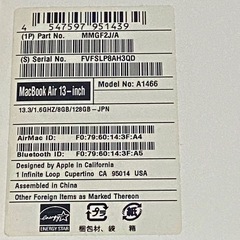 4 547597 951439
(1P) Part No. MMGF2J/A
(S) Serial No. FVFSLP8AH3QD
MacBook Air 13-inch
Model No: A1466
13.3/1.6GHZ/8GB/128GB-JPN
AirMac ID: F0:79:60:14:3F:A4
Bluetooth ID: F0:79:60:14:3F:A5
Designed by Apple in California
1 Infinite Loop Cupertino CA 95014 USA
Assembled in China
Other Foreign Items as Marked Thereon
ENERGY STAR
包装 箱